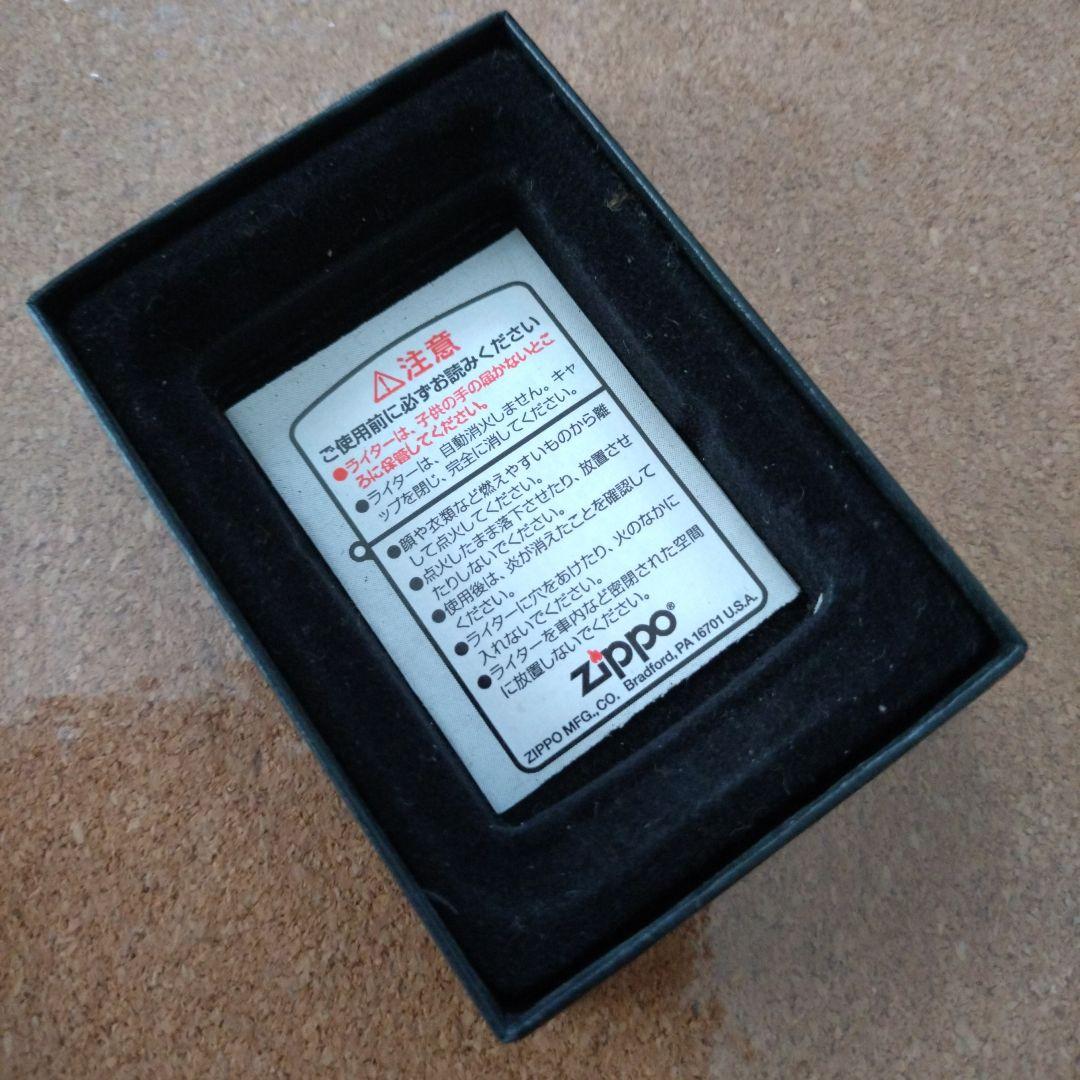 ⚠注意
ご使用前に必ずお読みください
●ライターは、子供の手の届かないとこ
ろに保管してください。
●ライターは、自動消火しません。キャ
ップを閉じ、完全に消してください。
●顔や衣類など燃えやすいものから離
して点火してください。
●点火したまま落下させたり、放置させ
たりしないでください。
●使用後は、炎が消えたことを確認して
ください。
●ライターに穴をあけたり、火のなかに
入れないでください。
●ライターを車内など密閉された空間
に放置しないでください。
zippo®
ZIPPO MFG.,CO. Bradford, PA 16701 U.S.A.